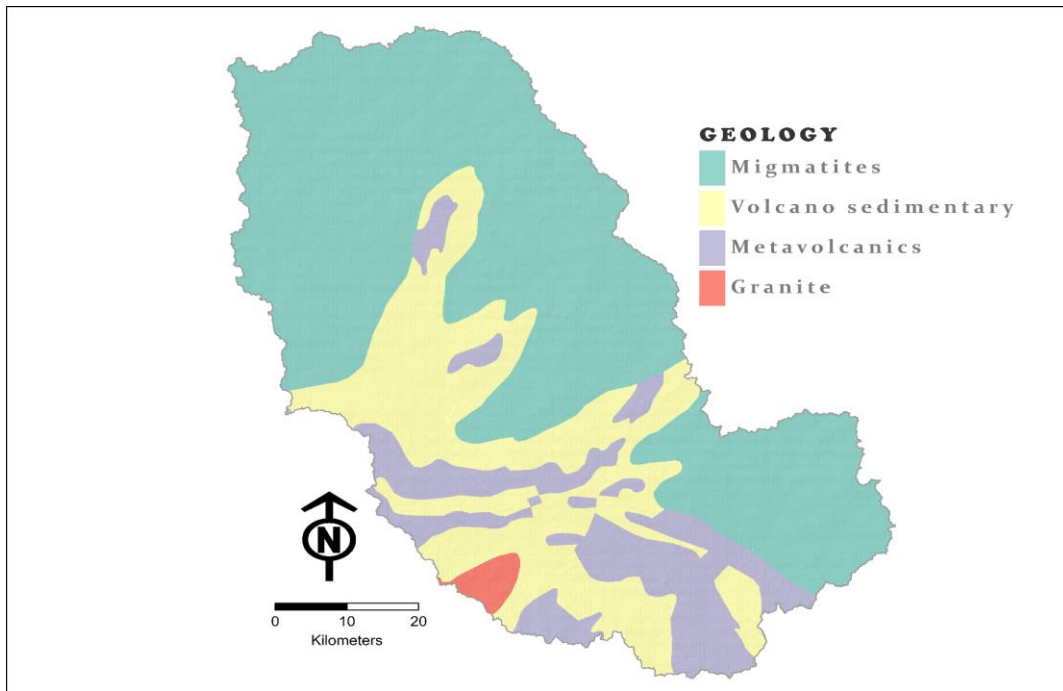 GEOLOGY
Migmatites
Volcano sedimentary
Metavolcanics
Granite
N
0 10 20
Kilometers